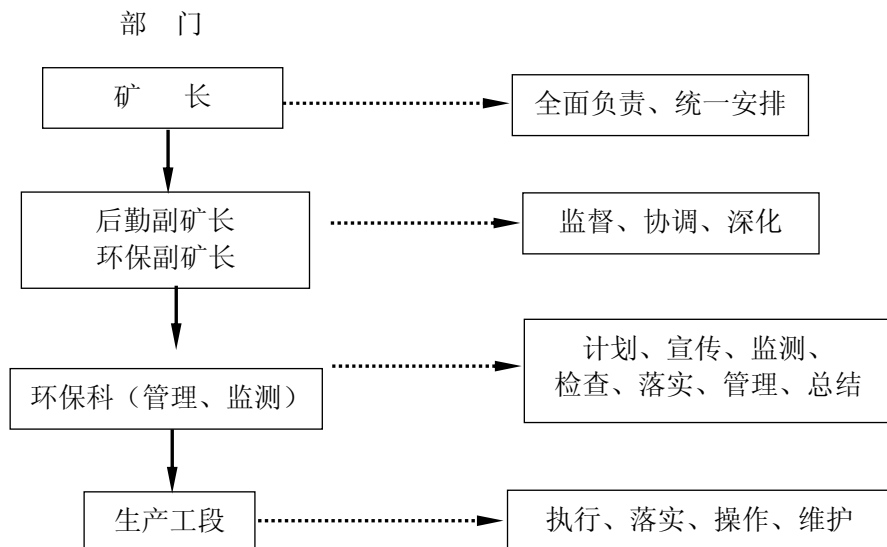 部 门
矿 长
全面负责、统一安排
后勤副矿长
环保副矿长
监督、协调、深化
计划、宣传、监测、
检查、落实、管理、总结
环保科（管理、监测）
生产工段
执行、落实、操作、维护